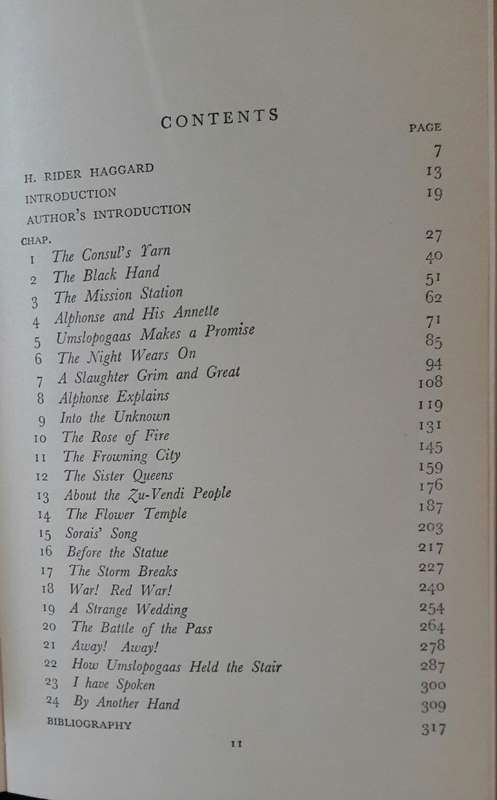 CONTENTS
PAGE
H. RIDER HAGGARD 7
INTRODUCTION 13
AUTHOR'S INTRODUCTION 19
CHAP.
1 The Consul's Yarn 27
2 The Black Hand 40
3 The Mission Station 51
4 Alphonse and His Annette 62
5 Umslopogaas Makes a Promise 71
6 The Night Wears On 85
7 A Slaughter Grim and Great 94
8 Alphonse Explains 108
9 Into the Unknown 119
10 The Rose of Fire 131
11 The Frowning City 145
12 The Sister Queens 159
13 About the Zu-Vendi People 176
14 The Flower Temple 187
15 Sorais' Song 203
16 Before the Statue 217
17 The Storm Breaks 227
18 War! Red War! 240
19 A Strange Wedding 254
20 The Battle of the Pass 264
21 Away! Away! 278
22 How Umslopogaas Held the Stair 287
23 I have Spoken 300
24 By Another Hand 309
BIBLIOGRAPHY 317
11